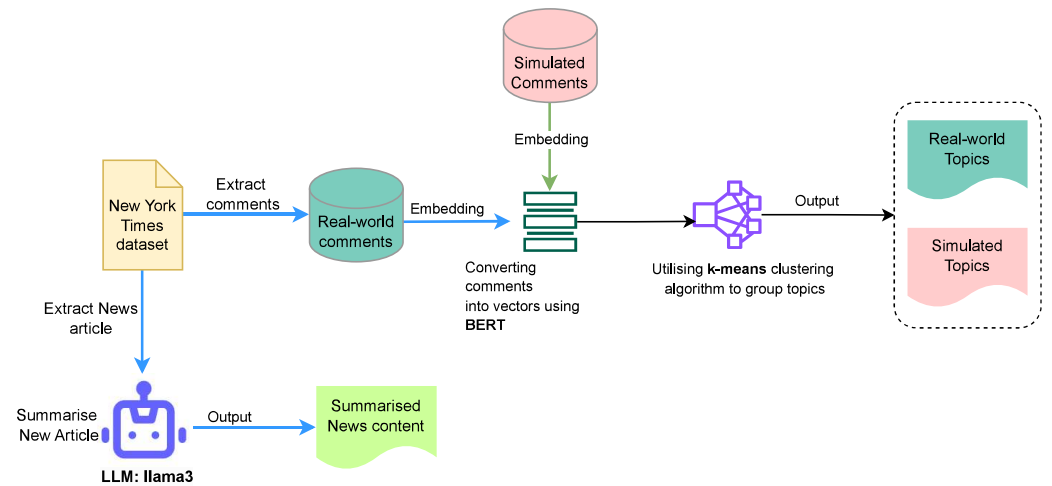 Simulated
Comments
Embedding
Real-world
Topics
Simulated
Topics
New York
Times
dataset
Extract
comments
Real-world
comments
Embedding
Converting
comments
into vectors using
BERT
Utilising k-means clustering
algorithm to group topics
Output
Extract News
article
Summarise
New Article
LLM: llama3
Output
Summarised
News content